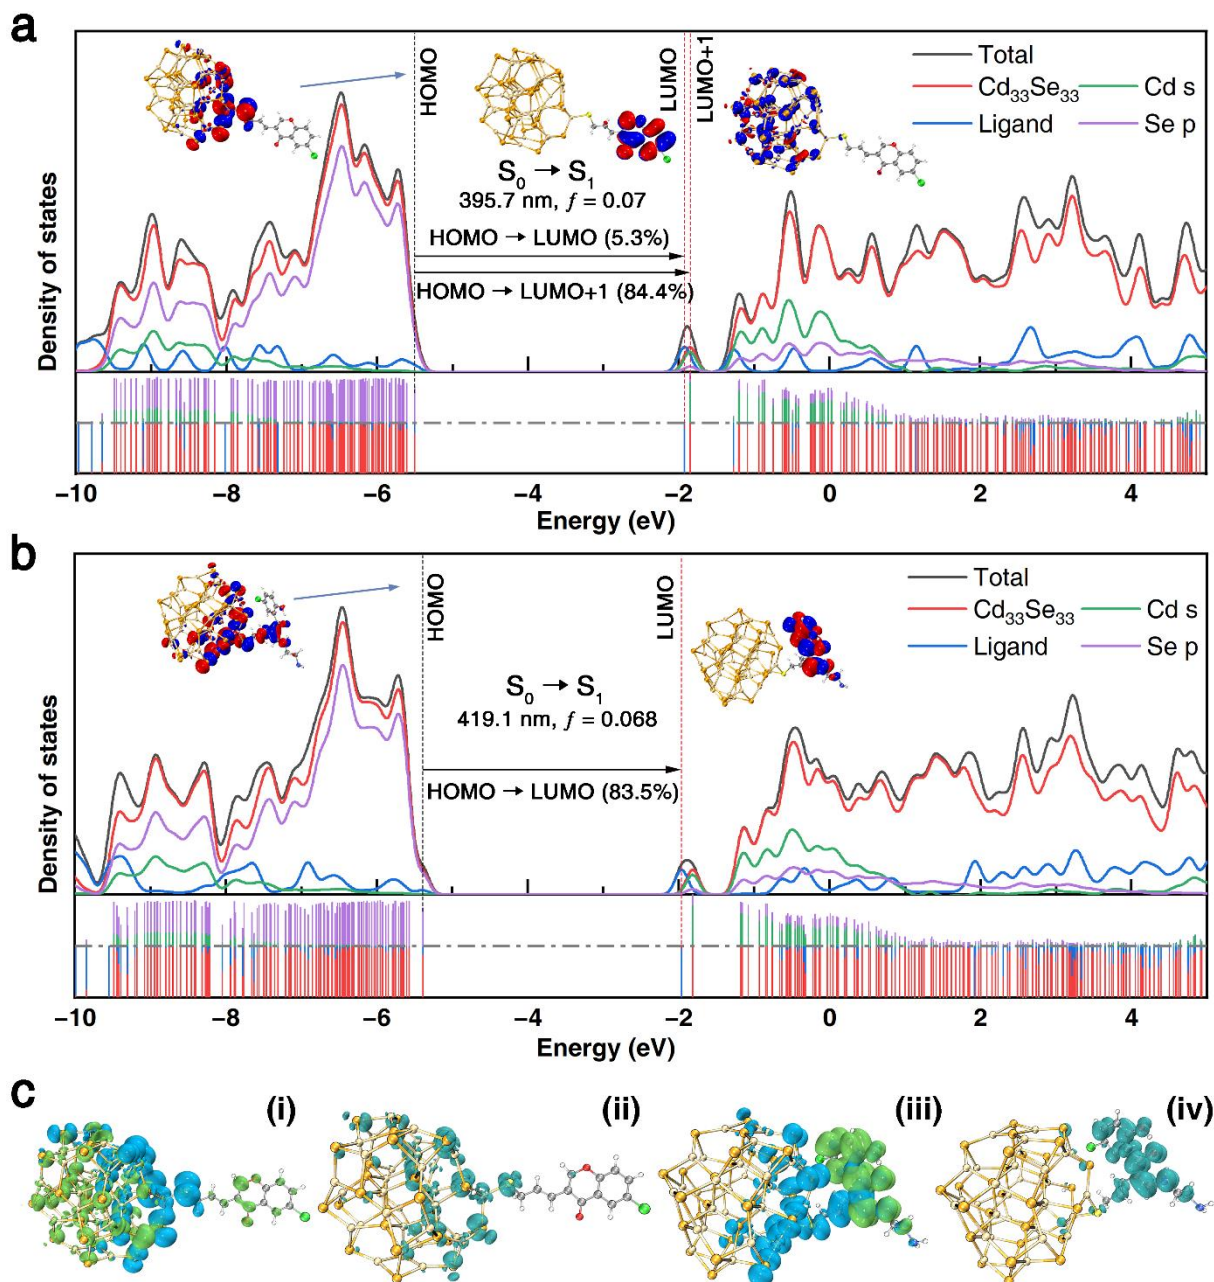 a
Density of states
HOMO
LUMO
LUMO+1
Total
Cd₃₃Se₃₃
Cd s
Ligand
Se p
S₀ → S₁
395.7 nm, f = 0.07
HOMO → LUMO (5.3%)
HOMO → LUMO+1 (84.4%)
−10 −8 −6 −4 −2 0 2 4
Energy (eV)
b
Density of states
HOMO
LUMO
Total
Cd₃₃Se₃₃
Cd s
Ligand
Se p
S₀ → S₁
419.1 nm, f = 0.068
HOMO → LUMO (83.5%)
−10 −8 −6 −4 −2 0 2 4
Energy (eV)
c
(i)
(ii)
(iii)
(iv)